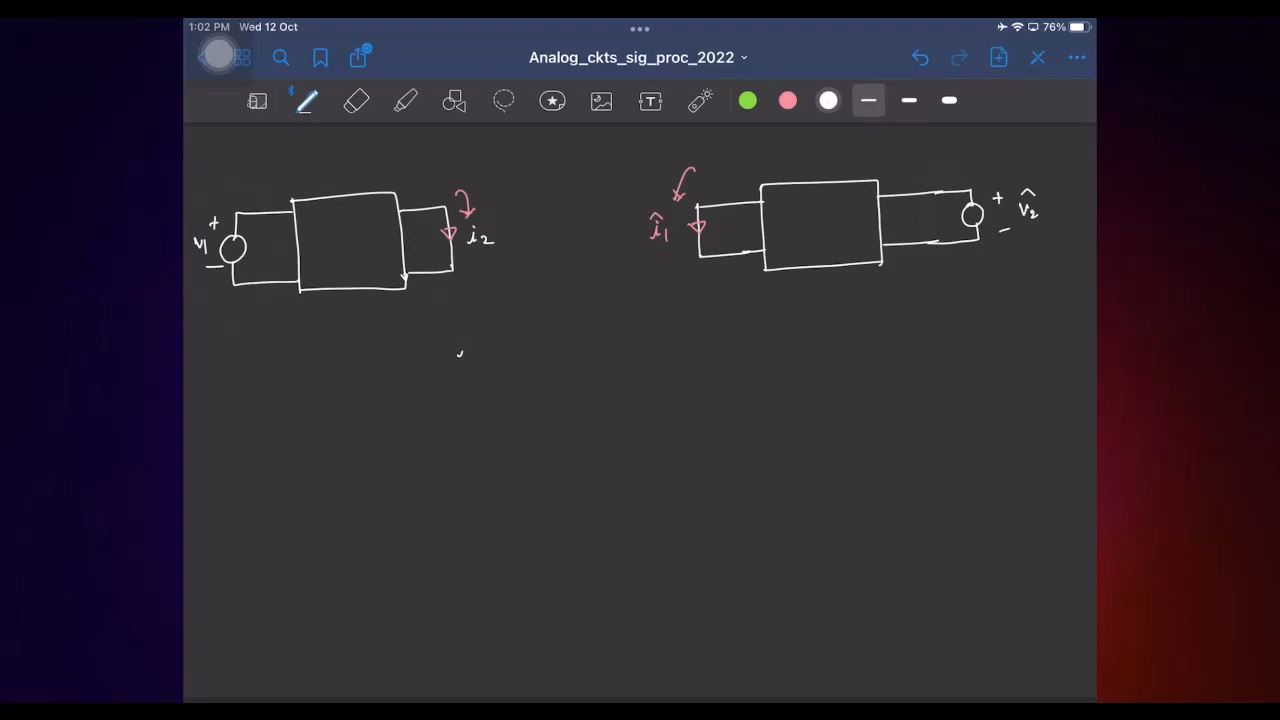 1:02 PM Wed 12 Oct
76%
Analog_ckts_sig_proc_2022
T
+
v1
−
i2
î1
+
v̂2
−